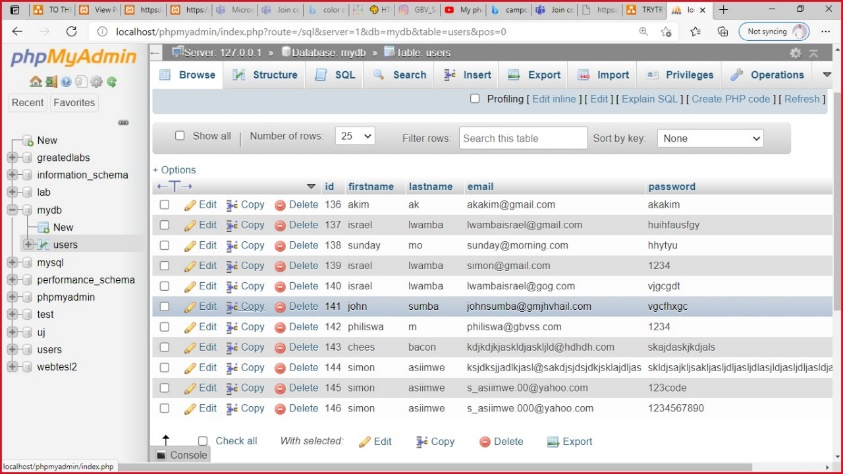 TO TH
View P
https:/
https:/
Micros
Join co
color c
HT
GBV_S
My ph
campc
Join co
https:/
TRYTR
lo
localhost/phpmyadmin/index.php?route=/sql&server=1&db=mydb&table=users&pos=0
Not syncing
phpMyAdmin
Recent Favorites
New
greatedlabs
information_schema
lab
mydb
New
users
mysql
performance_schema
phpmyadmin
test
uj
users
webtesl2
localhost/phpmyadmin/index.php
Server: 127.0.0.1 » Database: mydb » Table: users
Browse Structure SQL Search Insert Export Import Privileges Operations
Profiling [ Edit inline ] [ Edit ] [ Explain SQL ] [ Create PHP code ] [ Refresh ]
Show all Number of rows: 25 Filter rows: Search this table Sort by key: None
+ Options
id firstname lastname email password
Edit Copy Delete 136 akim ak akakim@gmail.com akakim
Edit Copy Delete 137 israel lwamba lwambaisrael@gmail.com huihfausfgy
Edit Copy Delete 138 sunday mo sunday@morning.com hhytyu
Edit Copy Delete 139 israel lwamba simon@gmail.com 1234
Edit Copy Delete 140 israel lwamba lwambaisrael@gog.com vjgcgdt
Edit Copy Delete 141 john sumba johnsumba@gmjhvhail.com vgcfhxgc
Edit Copy Delete 142 philiswa m philiswa@gbvss.com 1234
Edit Copy Delete 143 chees bacon kdjkdjkjaskldjaskljld@hdhdh.com skajdaskjkdjals
Edit Copy Delete 144 simon asiimwe
Edit Copy Delete 145 simon asiimwe s_asiimwe.00@yahoo.com 123code
Edit Copy Delete 146 simon asiimwe s_asiimwe.000@yahoo.com 1234567890
Check all With selected: Edit Copy Delete Export
Console